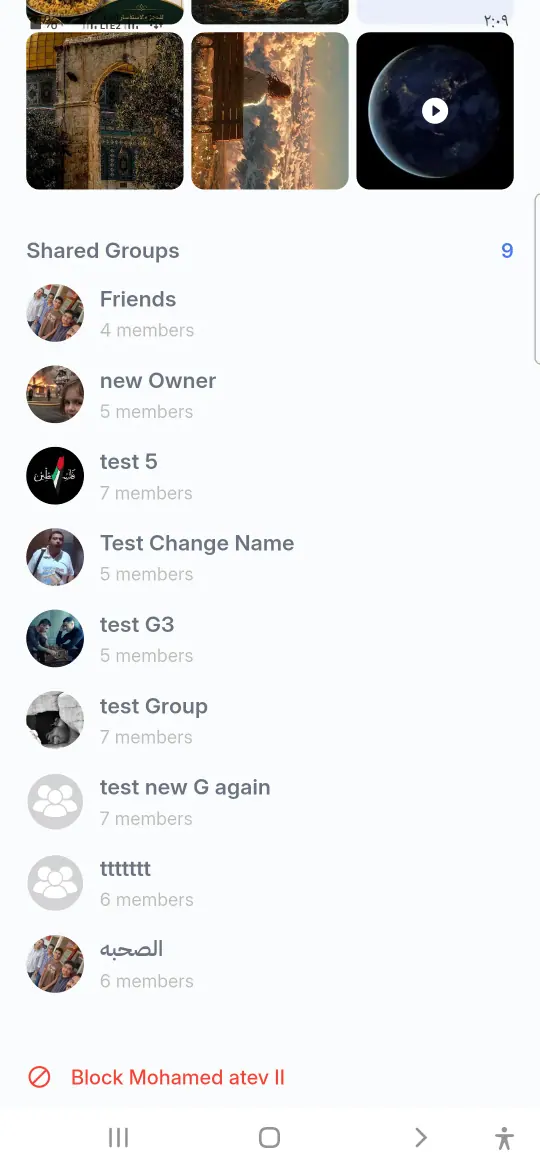 ٢:٠٩
Shared Groups
9
Friends
4 members
new Owner
5 members
فلسطين
test 5
7 members
Test Change Name
5 members
test G3
5 members
test Group
7 members
test new G again
7 members
ttttttt
6 members
الصحبه
6 members
Block Mohamed atev II